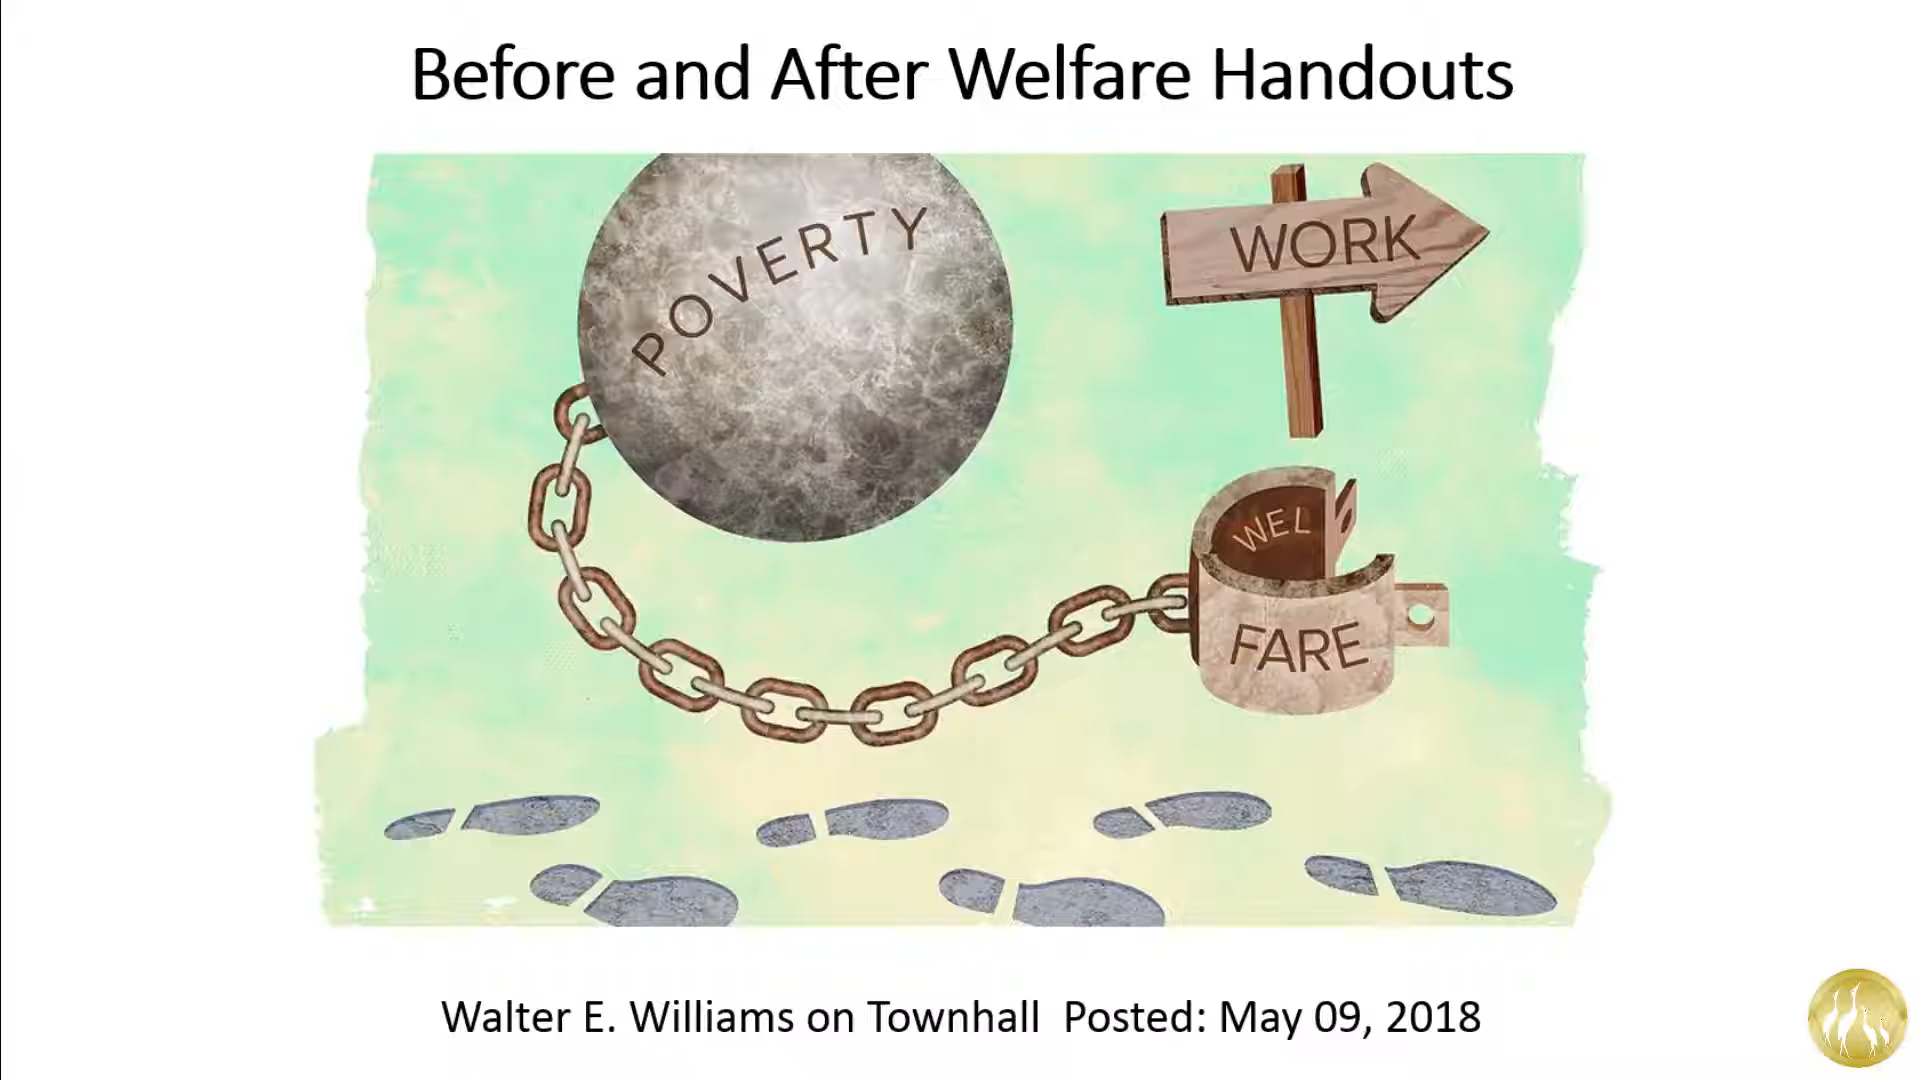 Before and After Welfare Handouts
POVERTY
WORK
WEL
FARE
Walter E. Williams on Townhall  Posted: May 09, 2018